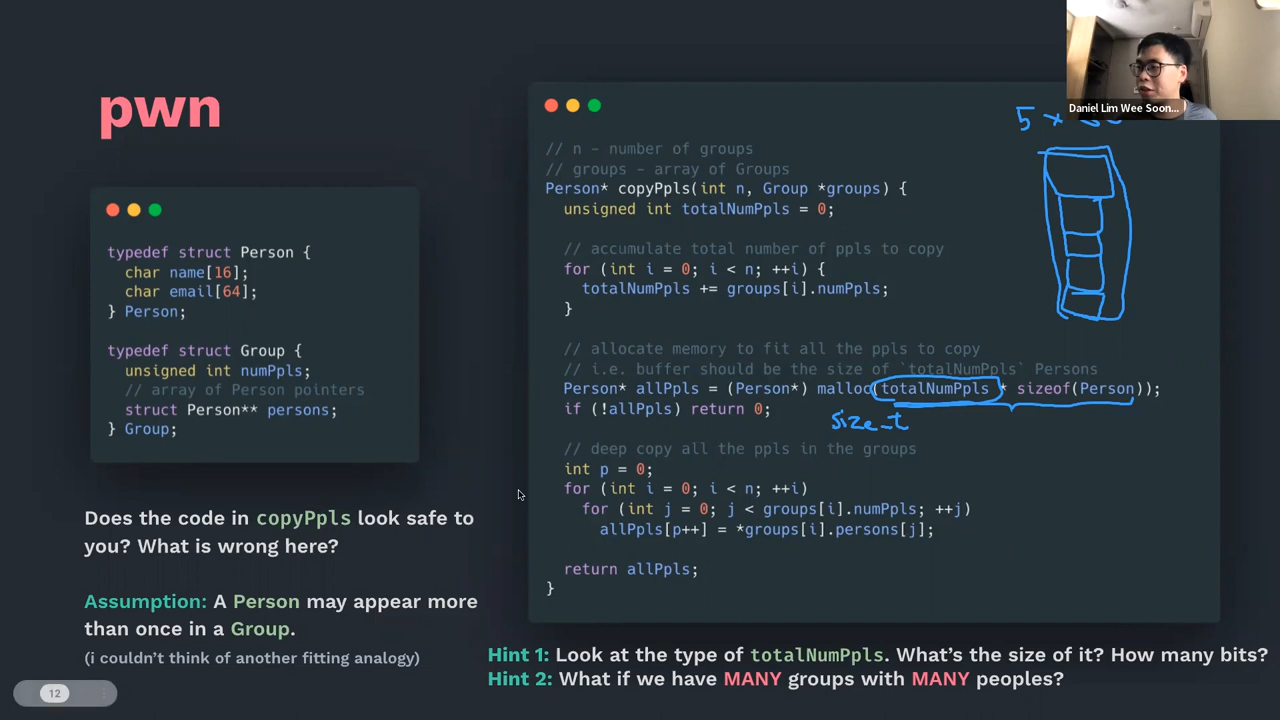 pwn
typedef struct Person {
char name[16];
char email[64];
} Person;
typedef struct Group {
unsigned int numPpls;
// array of Person pointers
struct Person** persons;
} Group;
Does the code in copyPpls look safe to
you? What is wrong here?
Assumption: A Person may appear more
than once in a Group.
(i couldn't think of another fitting analogy)
12
// n - number of groups
// groups - array of Groups
Person* copyPpls(int n, Group *groups) {
unsigned int totalNumPpls = 0;
// accumulate total number of ppls to copy
for (int i = 0; i < n; ++i) {
totalNumPpls += groups[i].numPpls;
}
// allocate memory to fit all the ppls to copy
// i.e. buffer should be the size of `totalNumPpls` Persons
Person* allPpls = (Person*) malloc(totalNumPpls * sizeof(Person));
if (!allPpls) return 0;
size_t
// deep copy all the ppls in the groups
int p = 0;
for (int i = 0; i < n; ++i)
for (int j = 0; j < groups[i].numPpls; ++j)
allPpls[p++] = *groups[i].persons[j];
return allPpls;
}
Hint 1: Look at the type of totalNumPpls. What's the size of it? How many bits?
Hint 2: What if we have MANY groups with MANY peoples?
Daniel Lim Wee Soon...
5 ×